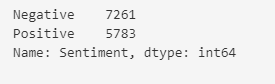 Negative    7261
Positive    5783
Name: Sentiment, dtype: int64